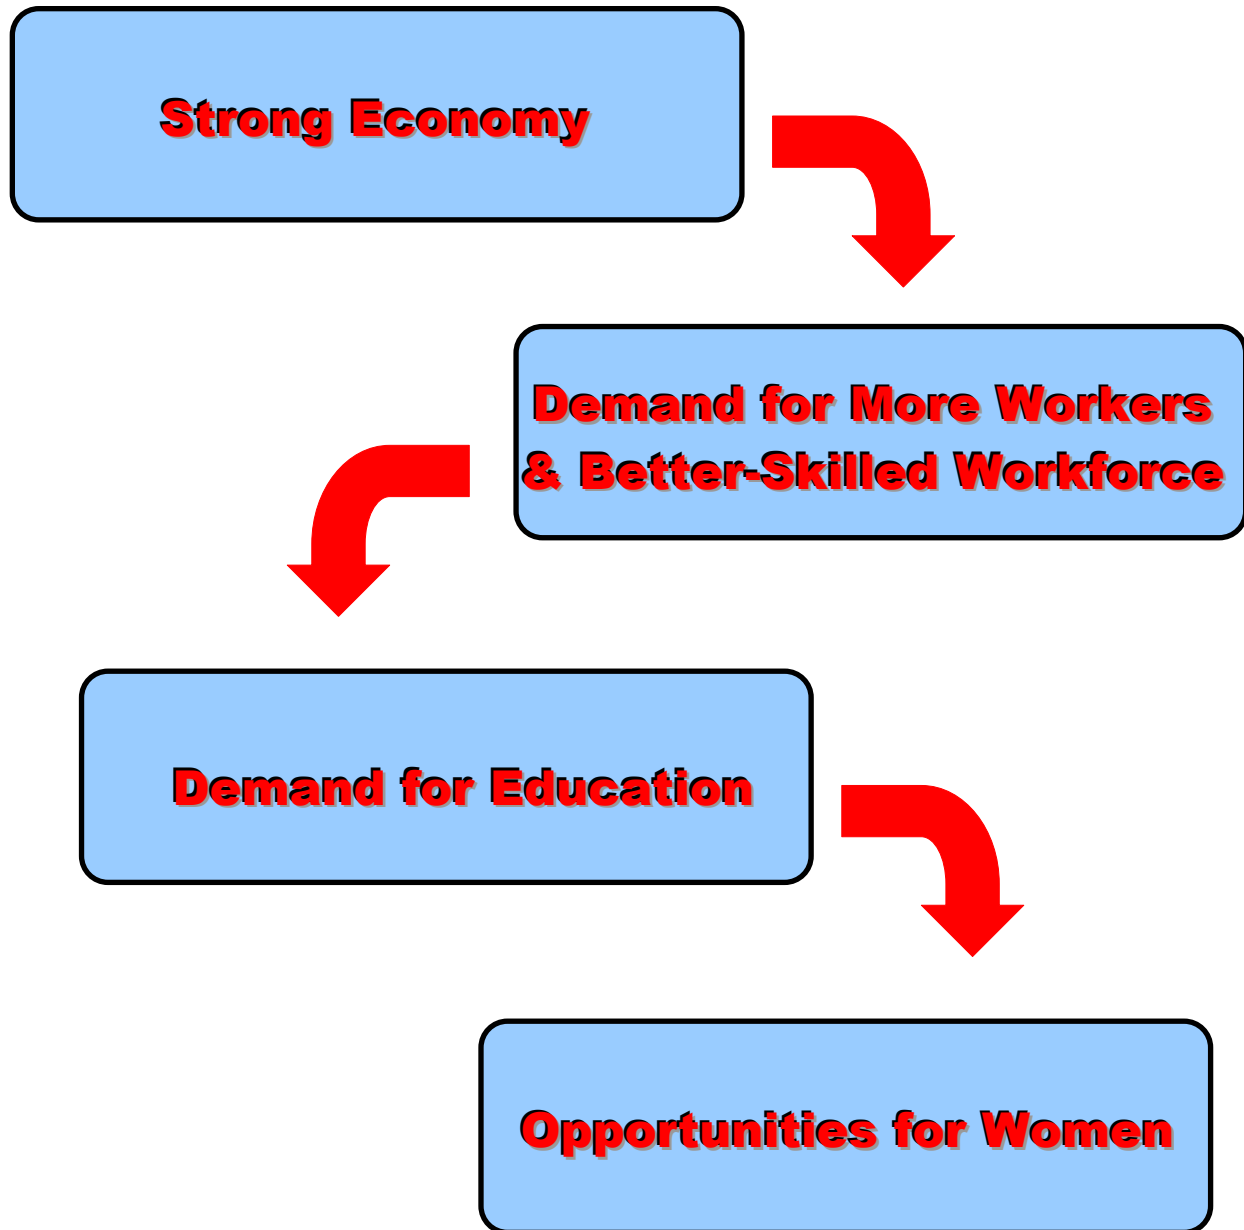 Strong Economy
Demand for More Workers
& Better-Skilled Workforce
Demand for Education
Opportunities for Women